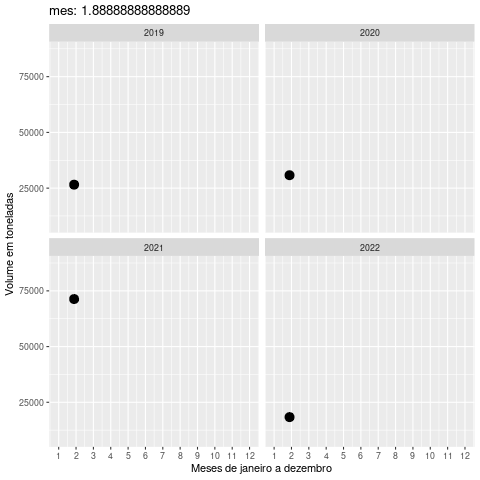 mes: 1.88888888888889
2019 2020
75000
50000
25000
Volume em toneladas
2021 2022
75000
50000
25000
1 2 3 4 5 6 7 8 9 10 11 12 1 2 3 4 5 6 7 8 9 10 11 12
Meses de janeiro a dezembro